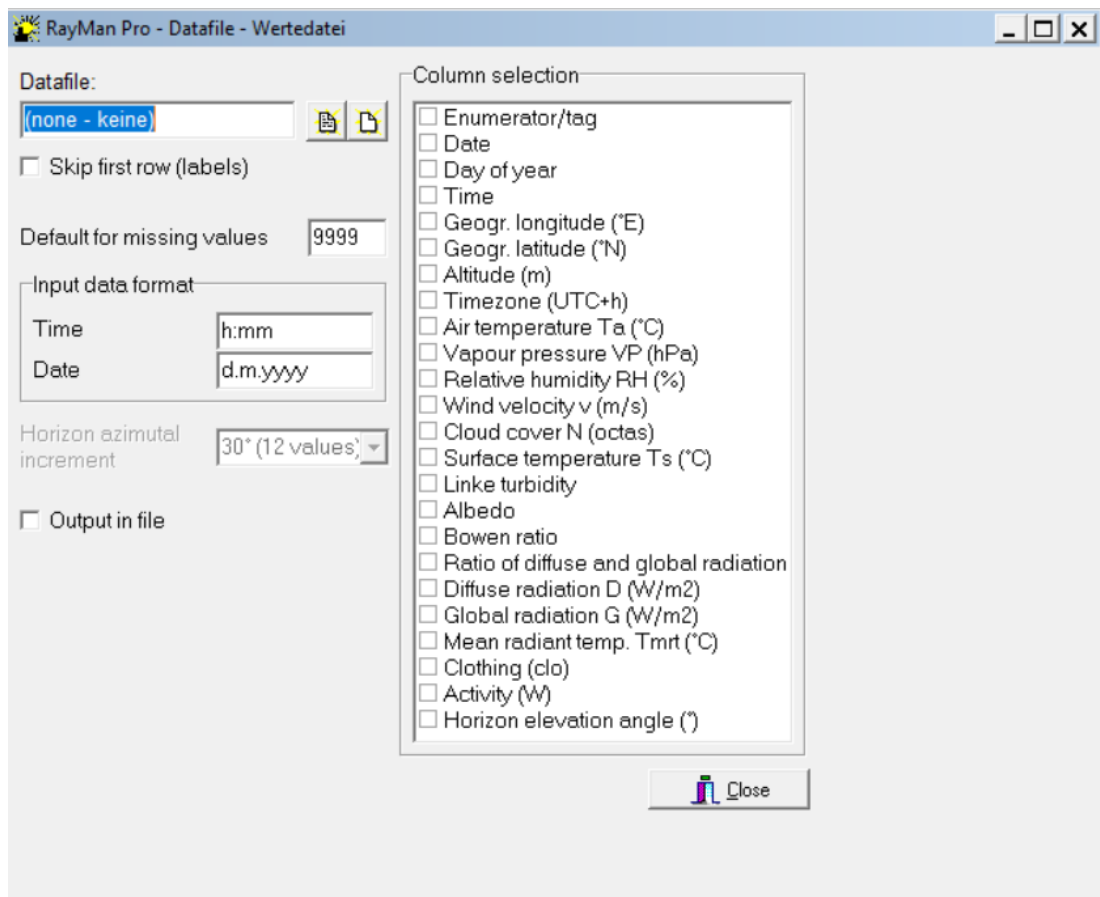 RayMan Pro - Datafile - Wertedatei
Datafile:
(none - keine)
Skip first row (labels)
Default for missing values 9999
Input data format
Time h:mm
Date d.m.yyyy
Horizon azimutal
increment
30° (12 values)
Output in file
Column selection
Enumerator/tag
Date
Day of year
Time
Geogr. longitude (°E)
Geogr. latitude (°N)
Altitude (m)
Timezone (UTC+h)
Air temperature Ta (°C)
Vapour pressure VP (hPa)
Relative humidity RH (%)
Wind velocity v (m/s)
Cloud cover N (octas)
Surface temperature Ts (°C)
Linke turbidity
Albedo
Bowen ratio
Ratio of diffuse and global radiation
Diffuse radiation D (W/m2)
Global radiation G (W/m2)
Mean radiant temp. Tmrt (°C)
Clothing (clo)
Activity (W)
Horizon elevation angle (°)
Close